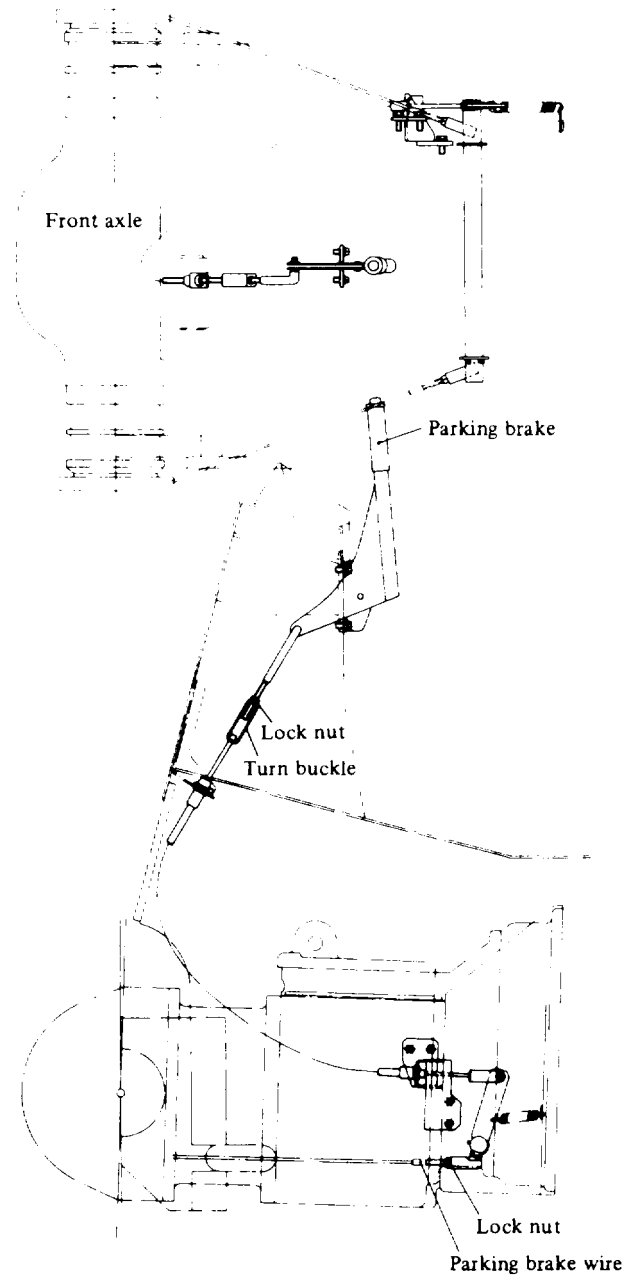 Front axle
Parking brake
Lock nut
Turn buckle
Lock nut
Parking brake wire